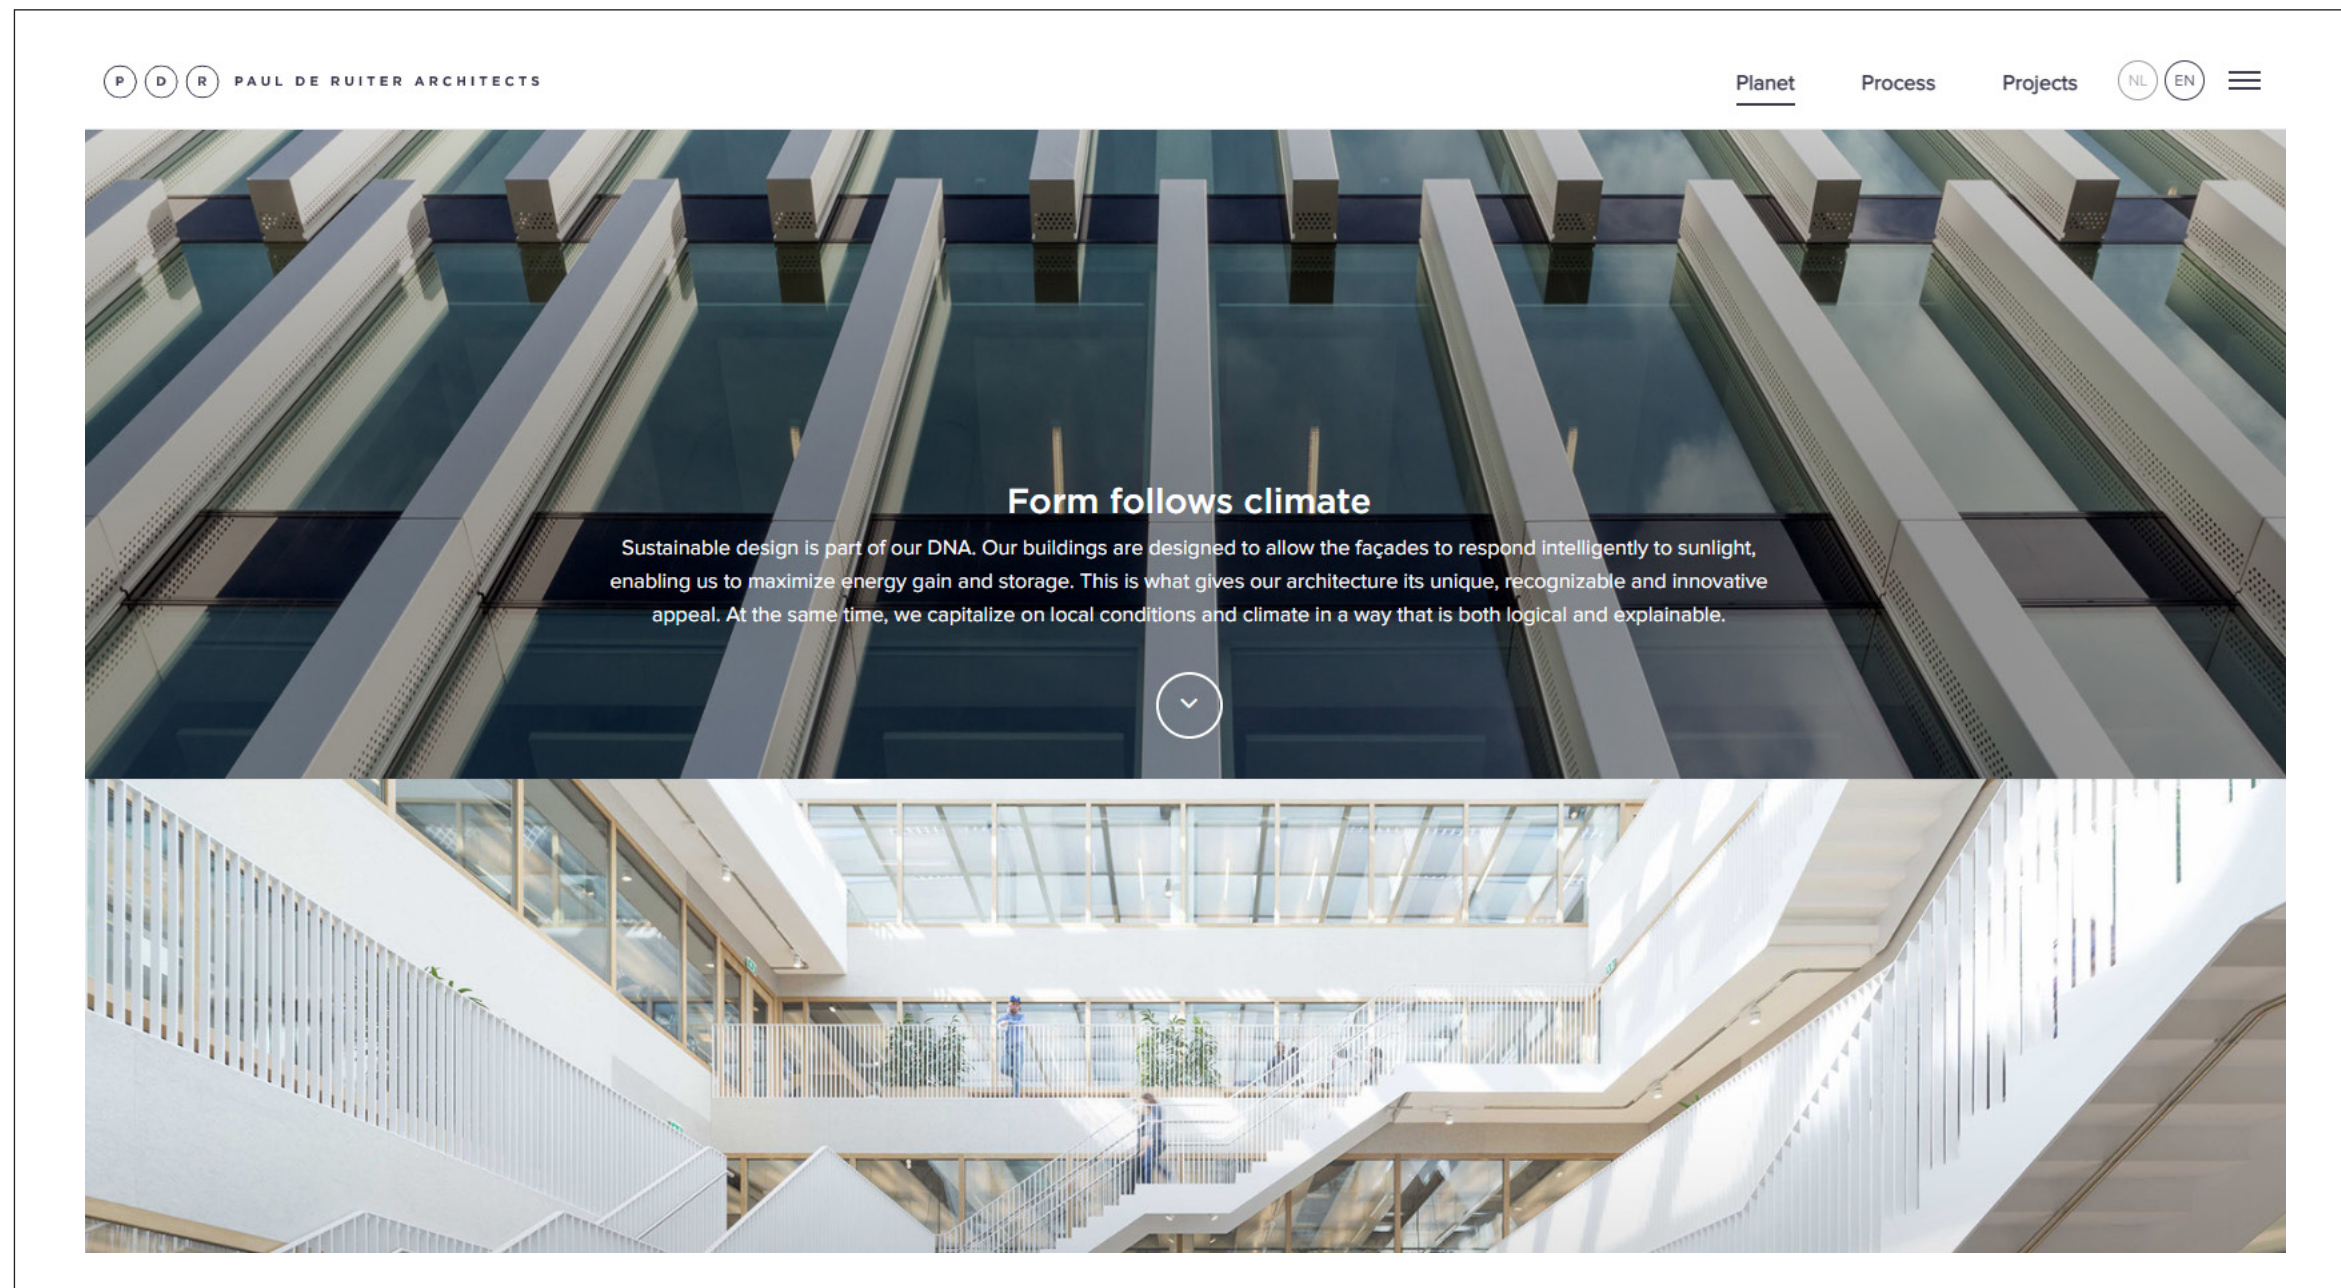 P D R PAUL DE RUITER ARCHITECTS
Planet Process Projects NL EN
Form follows climate
Sustainable design is part of our DNA. Our buildings are designed to allow the façades to respond intelligently to sunlight,
enabling us to maximize energy gain and storage. This is what gives our architecture its unique, recognizable and innovative
appeal. At the same time, we capitalize on local conditions and climate in a way that is both logical and explainable.